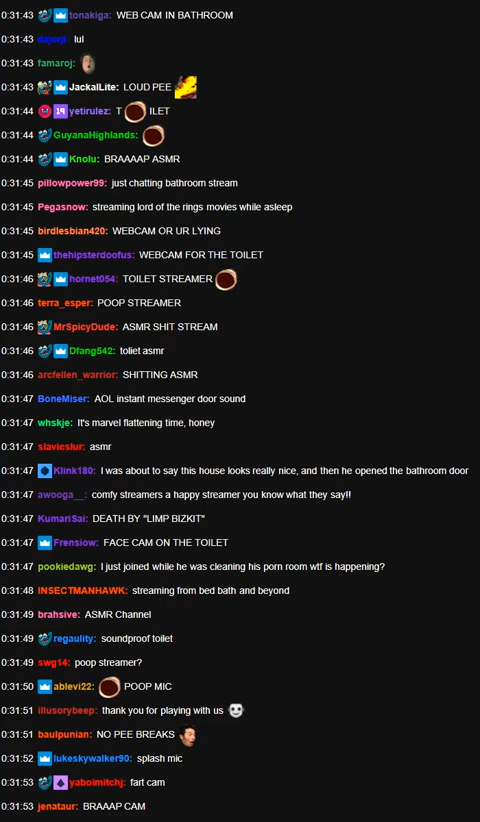 0:31:43 tonakiga: WEB CAM IN BATHROOM
0:31:43 dajorji: lul
0:31:43 famaroj:
0:31:43 JackalLite: LOUD PEE
0:31:44 19 yetirulez: T ILET
0:31:44 GuyanaHighlands:
0:31:44 Knolu: BRAAAAP ASMR
0:31:45 pillowpower99: just chatting bathroom stream
0:31:45 Pegasnow: streaming lord of the rings movies while asleep
0:31:45 birdlesbian420: WEBCAM OR UR LYING
0:31:45 thehipsterdoofus: WEBCAM FOR THE TOILET
0:31:46 hornet054: TOILET STREAMER
0:31:46 terra_esper: POOP STREAMER
0:31:46 MrSpicyDude: ASMR SHIT STREAM
0:31:46 Dfang542: toliet asmr
0:31:46 arcfellen_warrior: SHITTING ASMR
0:31:47 BoneMiser: AOL instant messenger door sound
0:31:47 whskje: It's marvel flattening time, honey
0:31:47 slavicslur: asmr
0:31:47 Klink180: I was about to say this house looks really nice, and then he opened the bathroom door
0:31:47 awooga__: comfy streamers a happy streamer you know what they say!!
0:31:47 KumariSai: DEATH BY "LIMP BIZKIT"
0:31:47 Frensiow: FACE CAM ON THE TOILET
0:31:47 pookiedawg: I just joined while he was cleaning his porn room wtf is happening?
0:31:48 INSECTMANHAWK: streaming from bed bath and beyond
0:31:49 brahsive: ASMR Channel
0:31:49 regaulity: soundproof toilet
0:31:49 swg14: poop streamer?
0:31:50 ablevi22: POOP MIC
0:31:51 illusorybeep: thank you for playing with us
0:31:51 baulpunian: NO PEE BREAKS
0:31:52 lukeskywalker90: splash mic
0:31:53 yaboimitchj: fart cam
0:31:53 jenataur: BRAAAP CAM